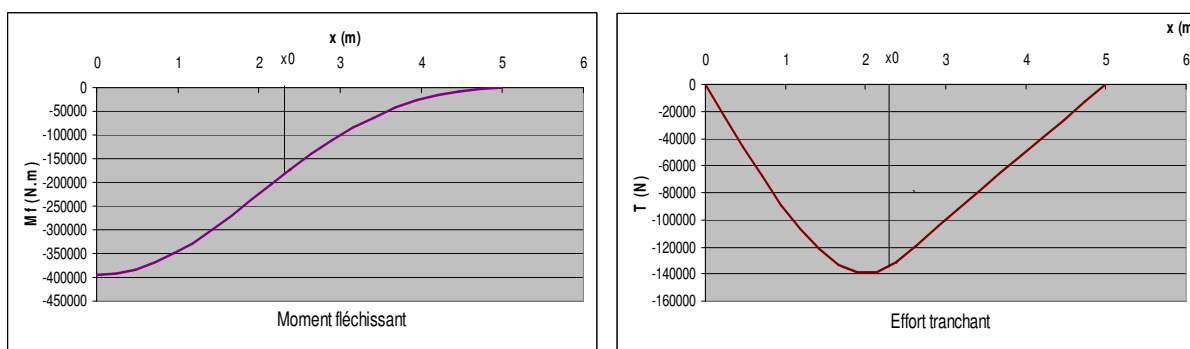 x (m)
0 1 2 x0 3 4 5 6
0
-50000
-100000
-150000
-200000
-250000
-300000
-350000
-400000
-450000
Mf (N.m)
Moment fléchissant
x (m
0 1 2 x0 3 4 5 6
0
-20000
-40000
-60000
-80000
-100000
-120000
-140000
-160000
T (N)
Effort tranchant